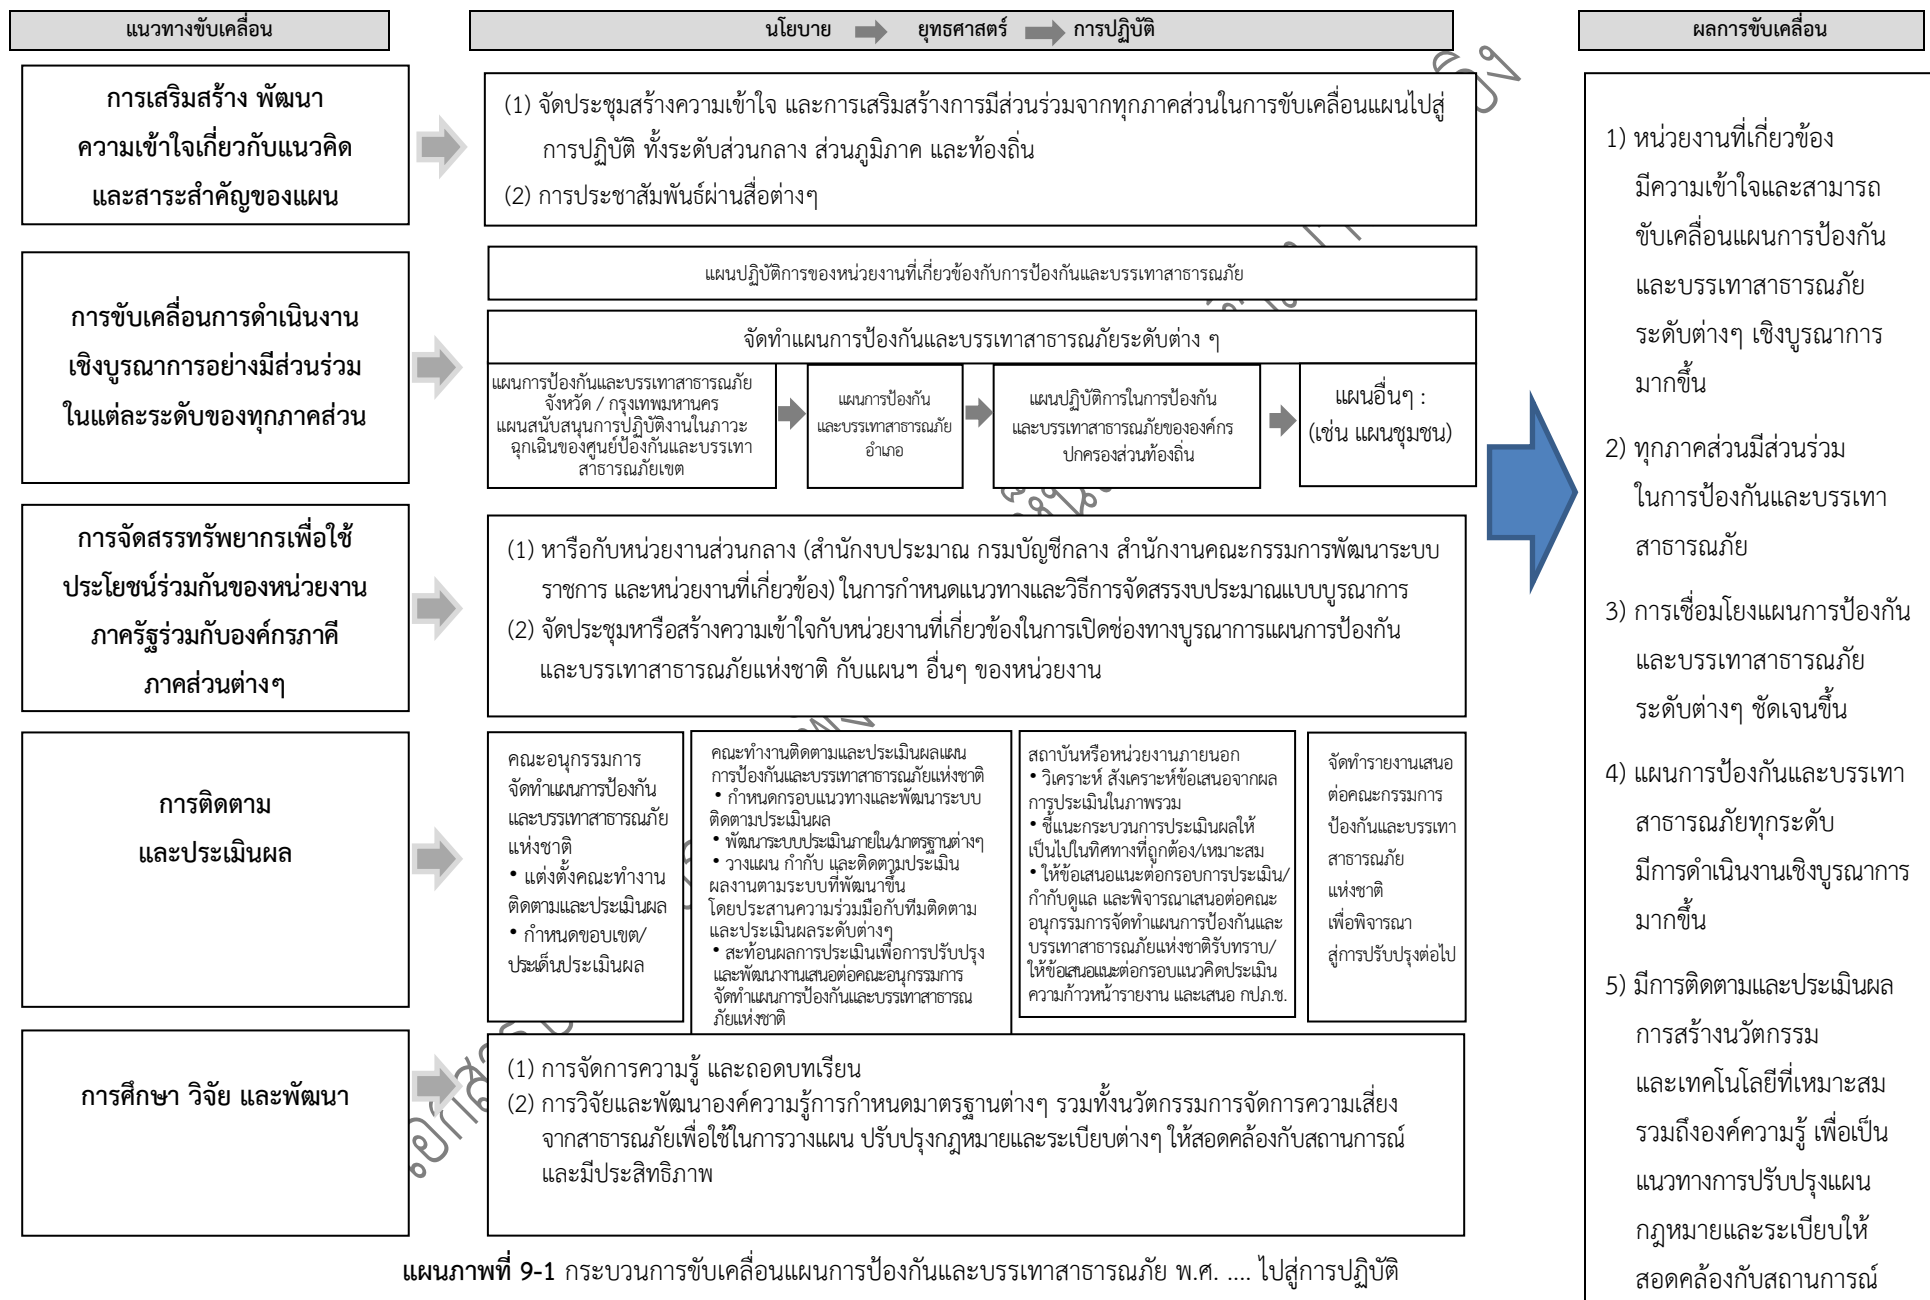 แนวทางขับเคลื่อน
นโยบาย ยุทธศาสตร์ การปฏิบัติ
ผลการขับเคลื่อน
การเสริมสร้าง พัฒนา
ความเข้าใจเกี่ยวกับแนวคิด
และสาระสำคัญของแผน
(1) จัดประชุมสร้างความเข้าใจ และการเสริมสร้างการมีส่วนร่วมจากทุกภาคส่วนในการขับเคลื่อนแผนไปสู่
การปฏิบัติ ทั้งระดับส่วนกลาง ส่วนภูมิภาค และท้องถิ่น
(2) การประชาสัมพันธ์ผ่านสื่อต่างๆ
การขับเคลื่อนการดำเนินงาน
เชิงบูรณาการอย่างมีส่วนร่วม
ในแต่ละระดับของทุกภาคส่วน
แผนปฏิบัติการของหน่วยงานที่เกี่ยวข้องกับการป้องกันและบรรเทาสาธารณภัย
จัดทำแผนการป้องกันและบรรเทาสาธารณภัยระดับต่าง ๆ
แผนการป้องกันและบรรเทาสาธารณภัย
จังหวัด / กรุงเทพมหานคร
แผนสนับสนุนการปฏิบัติงานในภาวะ
ฉุกเฉินของศูนย์ป้องกันและบรรเทา
สาธารณภัยเขต
แผนการป้องกัน
และบรรเทาสาธารณภัย
อำเภอ
แผนปฏิบัติการในการป้องกัน
และบรรเทาสาธารณภัยขององค์กร
ปกครองส่วนท้องถิ่น
แผนอื่นๆ :
(เช่น แผนชุมชน)
การจัดสรรทรัพยากรเพื่อใช้
ประโยชน์ร่วมกันของหน่วยงาน
ภาครัฐร่วมกับองค์กรภาคี
ภาคส่วนต่างๆ
(1) หารือกับหน่วยงานส่วนกลาง (สำนักงบประมาณ กรมบัญชีกลาง สำนักงานคณะกรรมการพัฒนาระบบ
ราชการ และหน่วยงานที่เกี่ยวข้อง) ในการกำหนดแนวทางและวิธีการจัดสรรงบประมาณแบบบูรณาการ
(2) จัดประชุมหารือสร้างความเข้าใจกับหน่วยงานที่เกี่ยวข้องในการเปิดช่องทางบูรณาการแผนการป้องกัน
และบรรเทาสาธารณภัยแห่งชาติ กับแผนฯ อื่นๆ ของหน่วยงาน
การติดตาม
และประเมินผล
คณะอนุกรรมการ
จัดทำแผนการป้องกัน
และบรรเทาสาธารณภัย
แห่งชาติ
• แต่งตั้งคณะทำงาน
ติดตามและประเมินผล
• กำหนดขอบเขต/
ประเด็นประเมินผล
คณะทำงานติดตามและประเมินผลแผน
การป้องกันและบรรเทาสาธารณภัยแห่งชาติ
• กำหนดกรอบแนวทางและพัฒนาระบบ
ติดตามประเมินผล
• พัฒนาระบบประเมินภายใน/มาตรฐานต่างๆ
• วางแผน กำกับ และติดตามประเมิน
ผลงานตามระบบที่พัฒนาขึ้น
โดยประสานความร่วมมือกับทีมติดตาม
และประเมินผลระดับต่างๆ
• สะท้อนผลการประเมินเพื่อการปรับปรุง
และพัฒนางานเสนอต่อคณะอนุกรรมการ
จัดทำแผนการป้องกันและบรรเทาสาธารณ
ภัยแห่งชาติ
สถาบันหรือหน่วยงานภายนอก
• วิเคราะห์ สังเคราะห์ข้อเสนอจากผล
การประเมินในภาพรวม
• ชี้แนะกระบวนการประเมินผลให้
เป็นไปในทิศทางที่ถูกต้อง/เหมาะสม
• ให้ข้อเสนอแนะต่อกรอบการประเมิน/
กำกับดูแล และพิจารณาเสนอต่อคณะ
อนุกรรมการจัดทำแผนการป้องกันและ
บรรเทาสาธารณภัยแห่งชาติรับทราบ/
ให้ข้อเสนอแนะต่อกรอบแนวคิดประเมิน
ความก้าวหน้ารายงาน และเสนอ กปภ.ช.
จัดทำรายงานเสนอ
ต่อคณะกรรมการ
ป้องกันและบรรเทา
สาธารณภัย
แห่งชาติ
เพื่อพิจารณา
สู่การปรับปรุงต่อไป
การศึกษา วิจัย และพัฒนา
(1) การจัดการความรู้ และถอดบทเรียน
(2) การวิจัยและพัฒนาองค์ความรู้การกำหนดมาตรฐานต่างๆ รวมทั้งนวัตกรรมการจัดการความเสี่ยง
จากสาธารณภัยเพื่อใช้ในการวางแผน ปรับปรุงกฎหมายและระเบียบต่างๆ ให้สอดคล้องกับสถานการณ์
และมีประสิทธิภาพ
1) หน่วยงานที่เกี่ยวข้อง
มีความเข้าใจและสามารถ
ขับเคลื่อนแผนการป้องกัน
และบรรเทาสาธารณภัย
ระดับต่างๆ เชิงบูรณาการ
มากขึ้น
2) ทุกภาคส่วนมีส่วนร่วม
ในการป้องกันและบรรเทา
สาธารณภัย
3) การเชื่อมโยงแผนการป้องกัน
และบรรเทาสาธารณภัย
ระดับต่างๆ ชัดเจนขึ้น
4) แผนการป้องกันและบรรเทา
สาธารณภัยทุกระดับ
มีการดำเนินงานเชิงบูรณาการ
มากขึ้น
5) มีการติดตามและประเมินผล
การสร้างนวัตกรรม
และเทคโนโลยีที่เหมาะสม
รวมถึงองค์ความรู้ เพื่อเป็น
แนวทางการปรับปรุงแผน
กฎหมายและระเบียบให้
สอดคล้องกับสถานการณ์
แผนภาพที่ 9-1 กระบวนการขับเคลื่อนแผนการป้องกันและบรรเทาสาธารณภัย พ.ศ. .... ไปสู่การปฏิบัติ